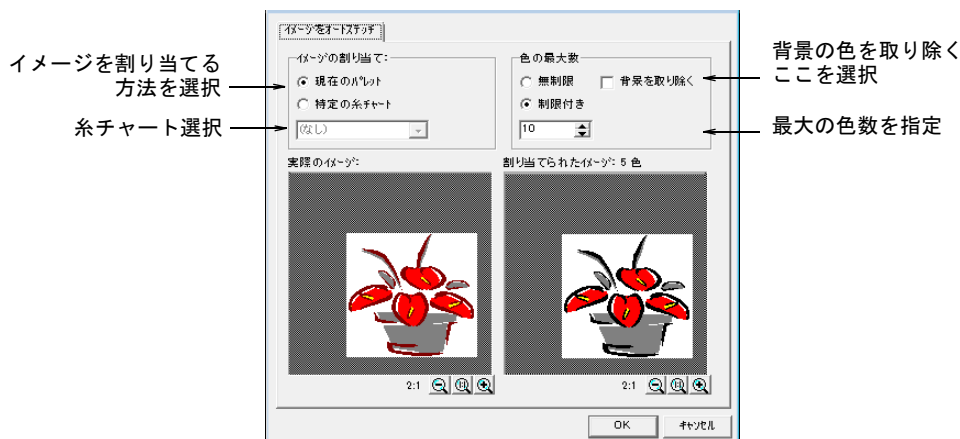 イメージをオートステッチ
イメージを割り当てる
方法を選択
糸チャート選択
イメージの割り当て:
現在のパレット
特定の糸チャート
(なし)
色の最大数
無制限
背景を取り除く
制限付き
10
背景の色を取り除く
ここを選択
最大の色数を指定
実際のイメージ:
割り当てられたイメージ: 5 色
2:1
2:1
OK
キャンセル